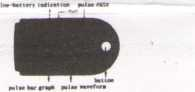 low-battery indication pulse rate
button
pulse bar graph pulse waveform